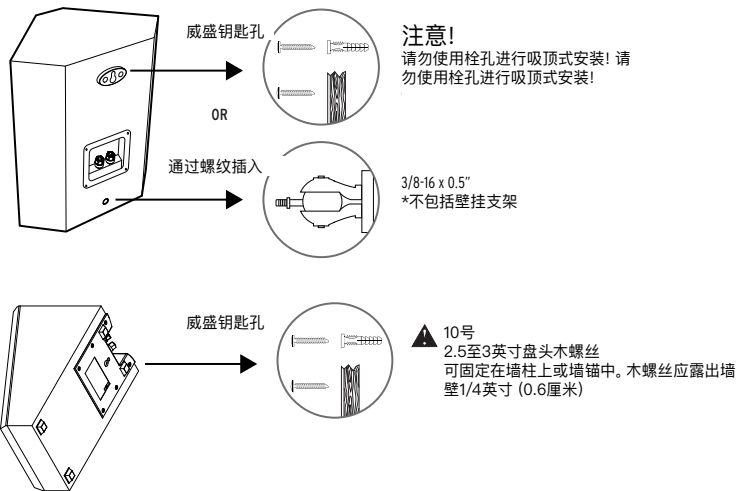 威盛钥匙孔
注意!
请勿使用栓孔进行吸顶式安装! 请
勿使用栓孔进行吸顶式安装!
OR
通过螺纹插入
3/8-16 x 0.5”
*不包括壁挂支架
威盛钥匙孔
10号
2.5至3英寸盘头木螺丝
可固定在墙柱上或墙锚中。木螺丝应露出墙
壁1/4英寸 (0.6厘米)